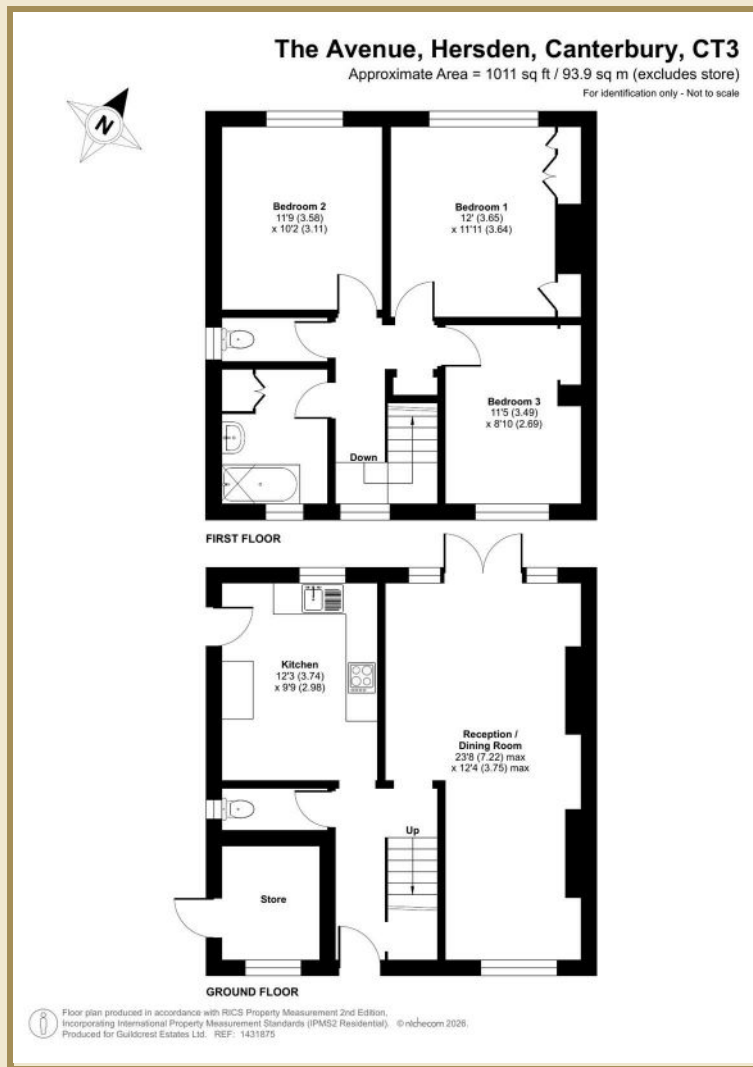 The Avenue, Hersden, Canterbury, CT3
Approximate Area = 1011 sq ft / 93.9 sq m (excludes store)
For identification only - Not to scale
N
Bedroom 2
11'9 (3.58)
x 10'2 (3.11)
Bedroom 1
12' (3.65)
x 11'11 (3.64)
Bedroom 3
11'5 (3.49)
x 8'10 (2.69)
Down
FIRST FLOOR
Kitchen
12'3 (3.74)
x 9'9 (2.98)
Reception /
Dining Room
23'8 (7.22) max
x 12'4 (3.75) max
Up
Store
GROUND FLOOR
Floor plan produced in accordance with RICS Property Measurement 2nd Edition,
Incorporating International Property Measurement Standards (IPMS2 Residential). © nichecom 2026.
Produced for Guildcrest Estates Ltd. REF: 1431875